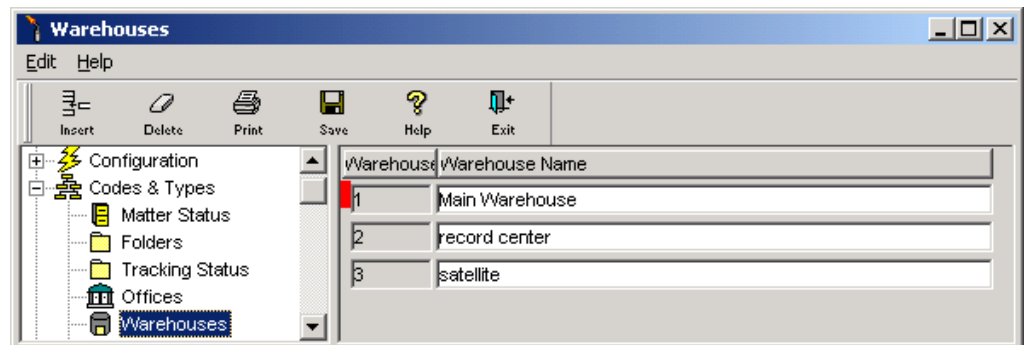 Warehouses
Edit Help
Insert Delete Print Save Help Exit
Configuration
Codes & Types
Matter Status
Folders
Tracking Status
Offices
Warehouses
Warehouse Warehouse Name
1 Main Warehouse
2 record center
3 satellite